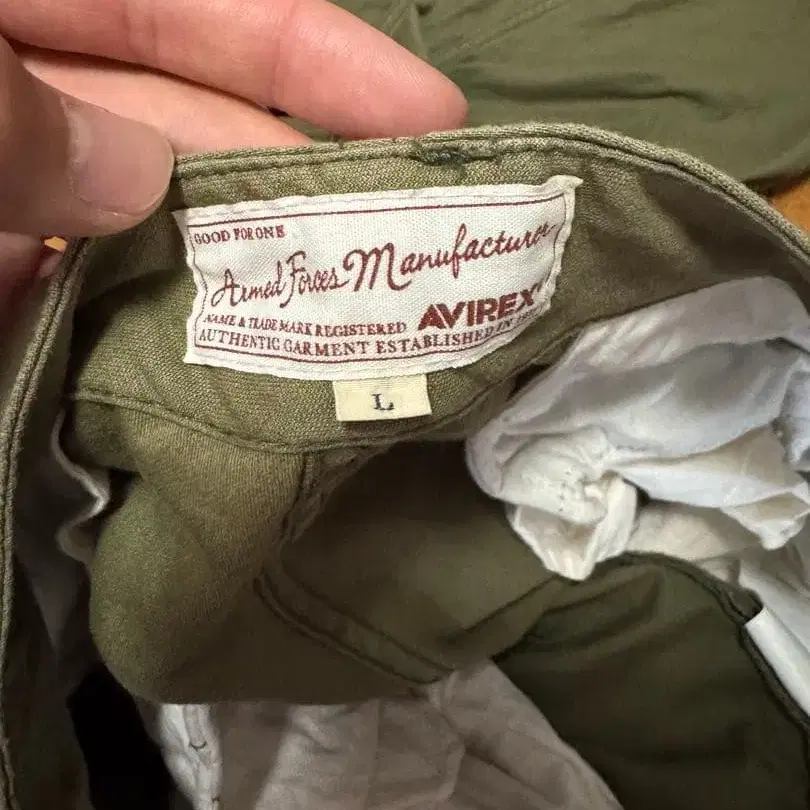 GOOD FOR ONE
Armed Forces Manufacturer
NAME & TRADE MARK REGISTERED AVIREX
AUTHENTIC GARMENT ESTABLISHED IN
L